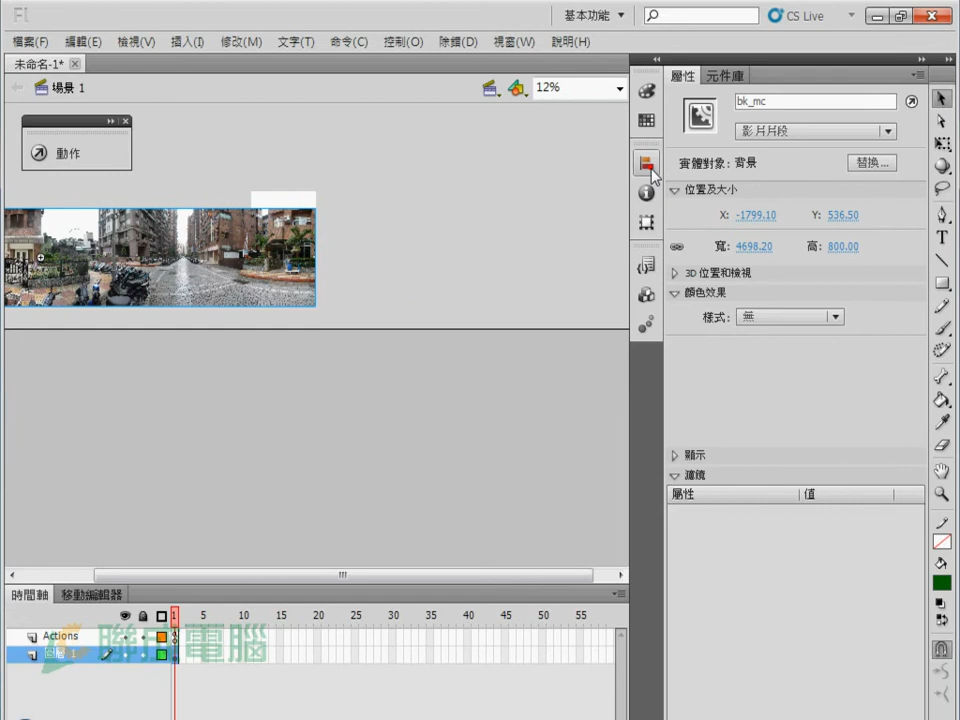 Fl 基本功能 CS Live
檔案(F) 編輯(E) 檢視(V) 插入(I) 修改(M) 文字(T) 命令(C) 控制(O) 除錯(D) 視窗(W) 說明(H)
未命名-1*
場景 1
12%
動作
屬性 元件庫
bk_mc
影片片段
實體對象: 背景 替換...
位置及大小
X: -1799.10 Y: 536.50
寬: 4698.20 高: 800.00
3D 位置和檢視
顏色效果
樣式: 無
顯示
濾鏡
屬性 值
時間軸 移動編輯器
1 5 10 15 20 25 30 35 40 45 50 55
Actions
圖層 1
聯成電腦